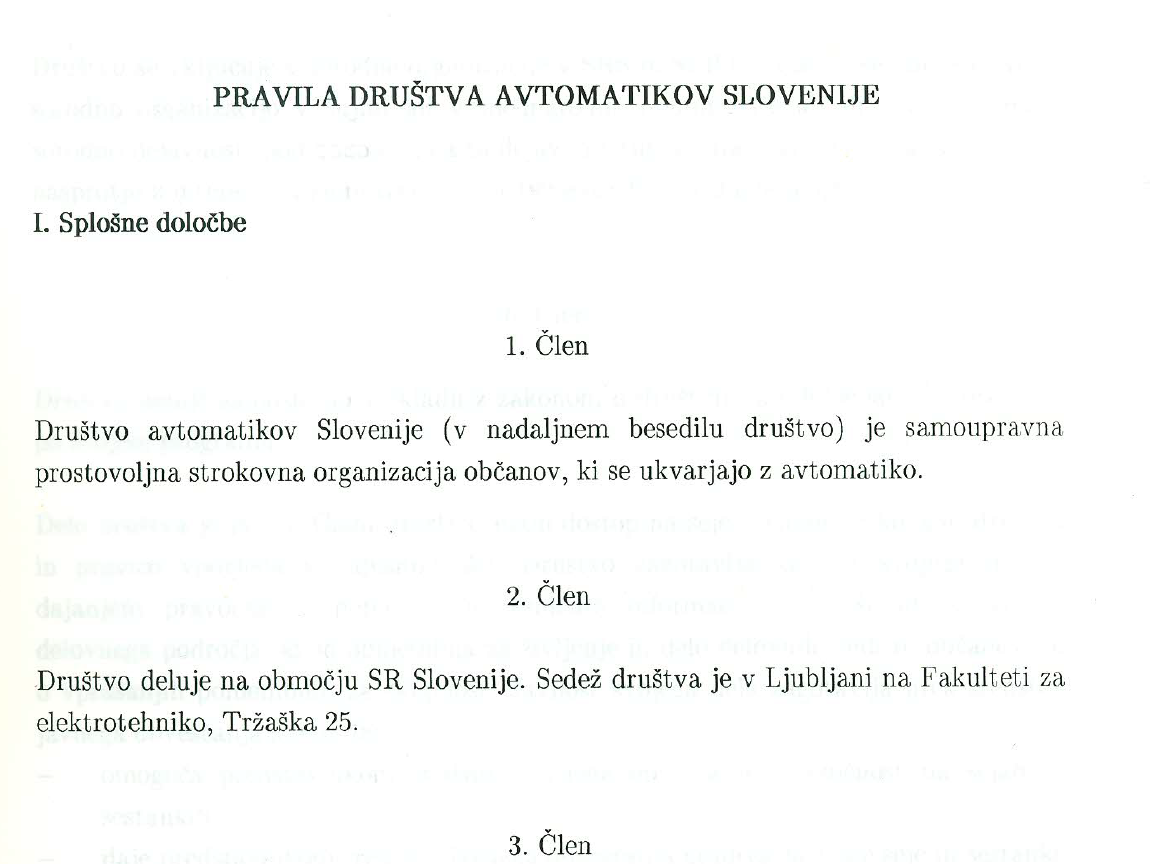 PRAVILA DRUŠTVA AVTOMATIKOV SLOVENIJE
I. Splošne določbe
1. Člen
Društvo avtomatikov Slovenije (v nadaljnem besedilu društvo) je samoupravna
prostovoljna strokovna organizacija občanov, ki se ukvarjajo z avtomatiko.
2. Člen
Društvo deluje na območju SR Slovenije. Sedež društva je v Ljubljani na Fakulteti za
elektrotehniko, Tržaška 25.
3. Člen